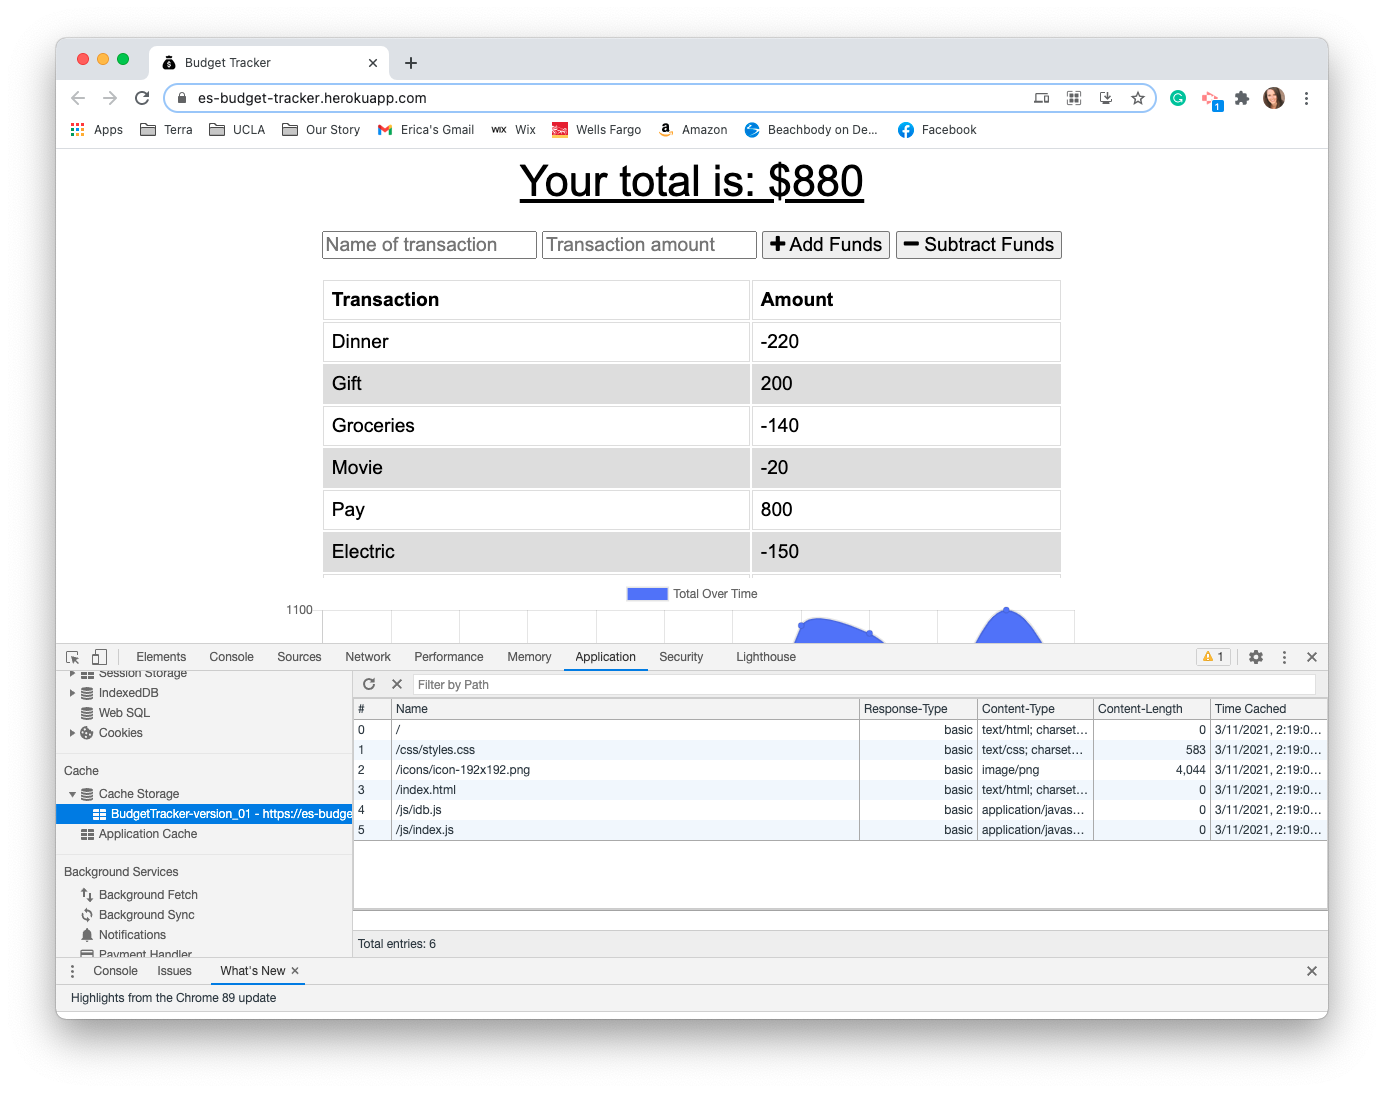 Budget Tracker
es-budget-tracker.herokuapp.com
1
Apps Terra UCLA Our Story Erica's Gmail WIX Wix Wells Fargo a Amazon Beachbody on De... Facebook
Your total is: $880
Name of transaction Transaction amount Add Funds Subtract Funds
Transaction Amount
Dinner -220
Gift 200
Groceries -140
Movie -20
Pay 800
Electric -150
Total Over Time
1100
Elements Console Sources Network Performance Memory Application Security Lighthouse 1
Session Storage
IndexedDB
Web SQL
Cookies
Cache
Cache Storage
BudgetTracker-version_01 - https://es-budge
Application Cache
Background Services
Background Fetch
Background Sync
Notifications
Payment Handler
Filter by Path
# Name Response-Type Content-Type Content-Length Time Cached
0 / basic text/html; charset... 0 3/11/2021, 2:19:0...
1 /css/styles.css basic text/css; charset... 583 3/11/2021, 2:19:0...
2 /icons/icon-192x192.png basic image/png 4,044 3/11/2021, 2:19:0...
3 /index.html basic text/html; charset... 0 3/11/2021, 2:19:0...
4 /js/idb.js basic application/javas... 0 3/11/2021, 2:19:0...
5 /js/index.js basic application/javas... 0 3/11/2021, 2:19:0...
Total entries: 6
Console Issues What's New
Highlights from the Chrome 89 update